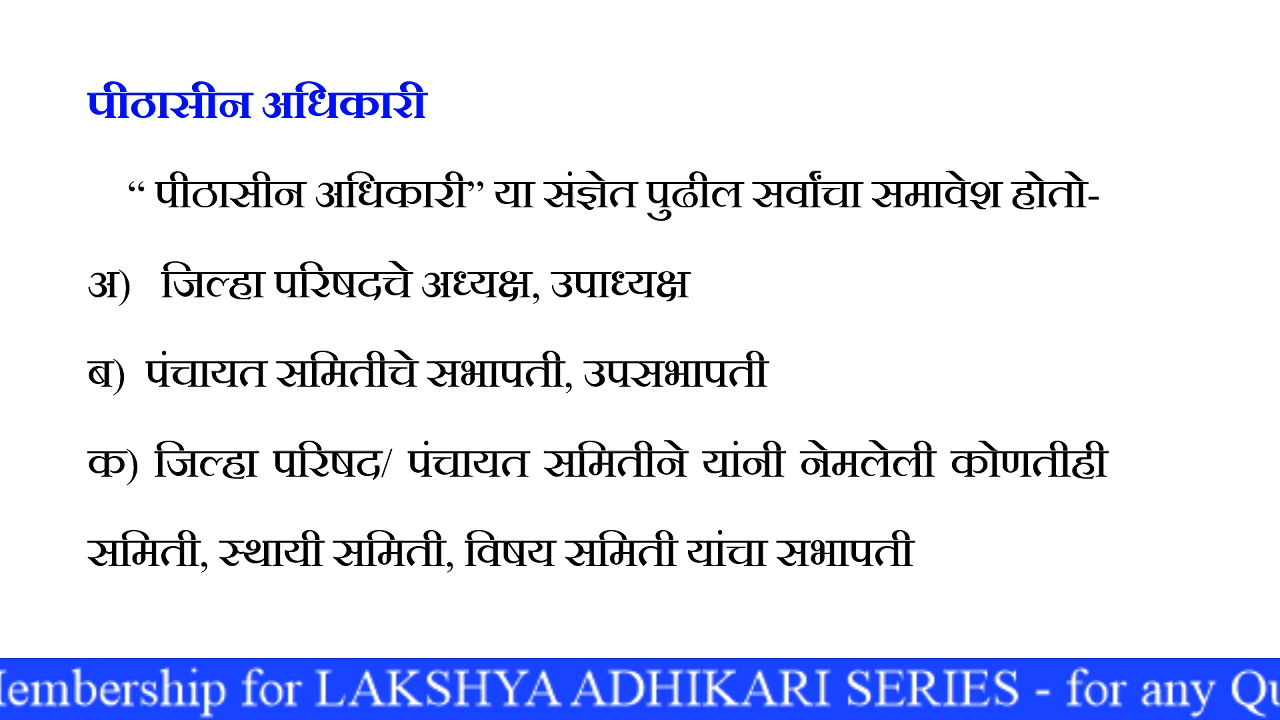 पीठासीन अधिकारी
“ पीठासीन अधिकारी” या संज्ञेत पुढील सर्वांचा समावेश होतो-
अ) जिल्हा परिषदचे अध्यक्ष, उपाध्यक्ष
ब) पंचायत समितीचे सभापती, उपसभापती
क) जिल्हा परिषद/ पंचायत समितीने यांनी नेमलेली कोणतीही
समिती, स्थायी समिती, विषय समिती यांचा सभापती
embership for LAKSHYA ADHIKARI SERIES - for any Qu